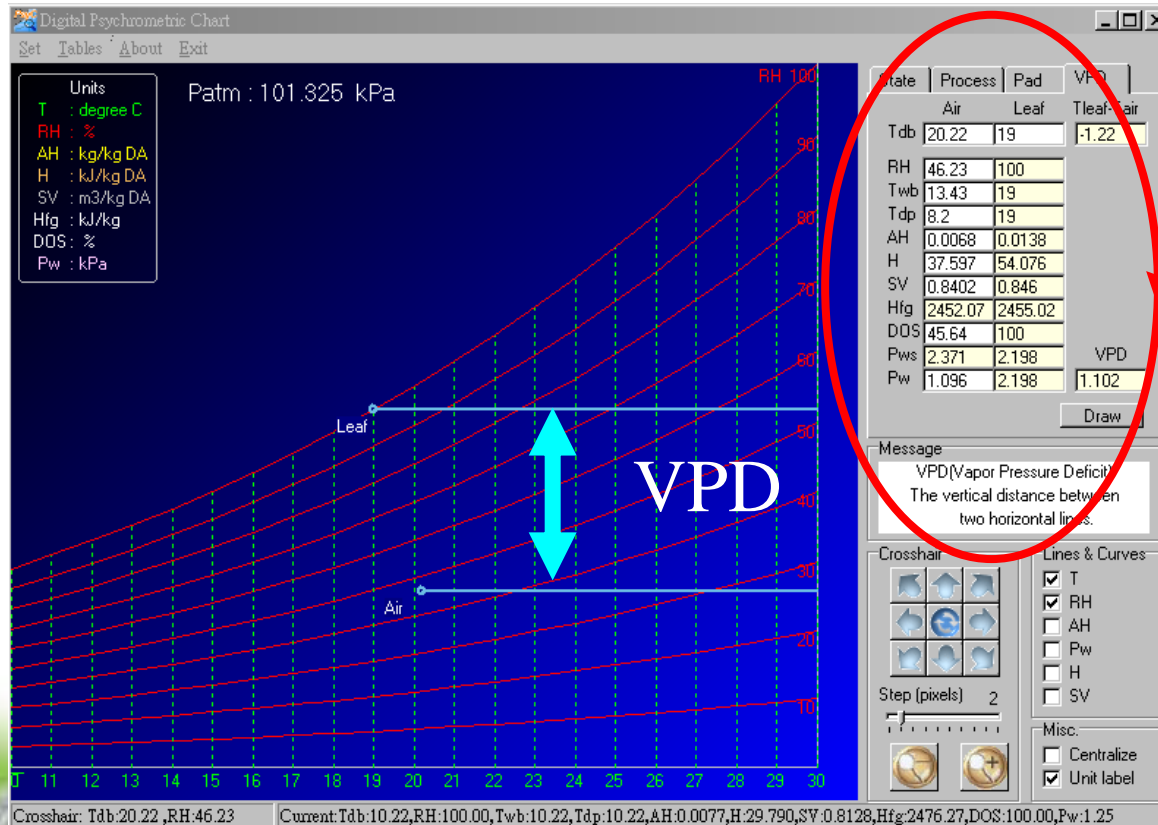 Digital Psychrometric Chart
Set Tables About Exit
Units
T : degree C
RH : %
AH : kg/kg DA
H : kJ/kg DA
SV : m3/kg DA
Hfg : kJ/kg
DOS : %
Pw : kPa
Patm : 101.325 kPa
RH 100
90
80
70
60
50
40
30
20
10
Leaf
Air
VPD
T 11 12 13 14 15 16 17 18 19 20 21 22 23 24 25 26 27 28 29 30
State Process Pad VPD
Air Leaf Tleaf-Tair
Tdb 20.22 19 -1.22
RH 46.23 100
Twb 13.43 19
Tdp 8.2 19
AH 0.0068 0.0138
H 37.597 54.076
SV 0.8402 0.846
Hfg 2452.07 2455.02
DOS 45.64 100
Pws 2.371 2.198 VPD
Pw 1.096 2.198 1.102
Draw
Message
VPD(Vapor Pressure Deficit)
The vertical distance between
two horizontal lines.
Crosshair
Step (pixels) 2
Lines & Curves
T
RH
AH
Pw
H
SV
Misc.
Centralize
Unit label
Crosshair: Tdb:20.22 ,RH:46.23
Current:Tdb:10.22,RH:100.00,Twb:10.22,Tdp:10.22,AH:0.0077,H:29.790,SV:0.8128,Hfg:2476.27,DOS:100.00,Pw:1.25